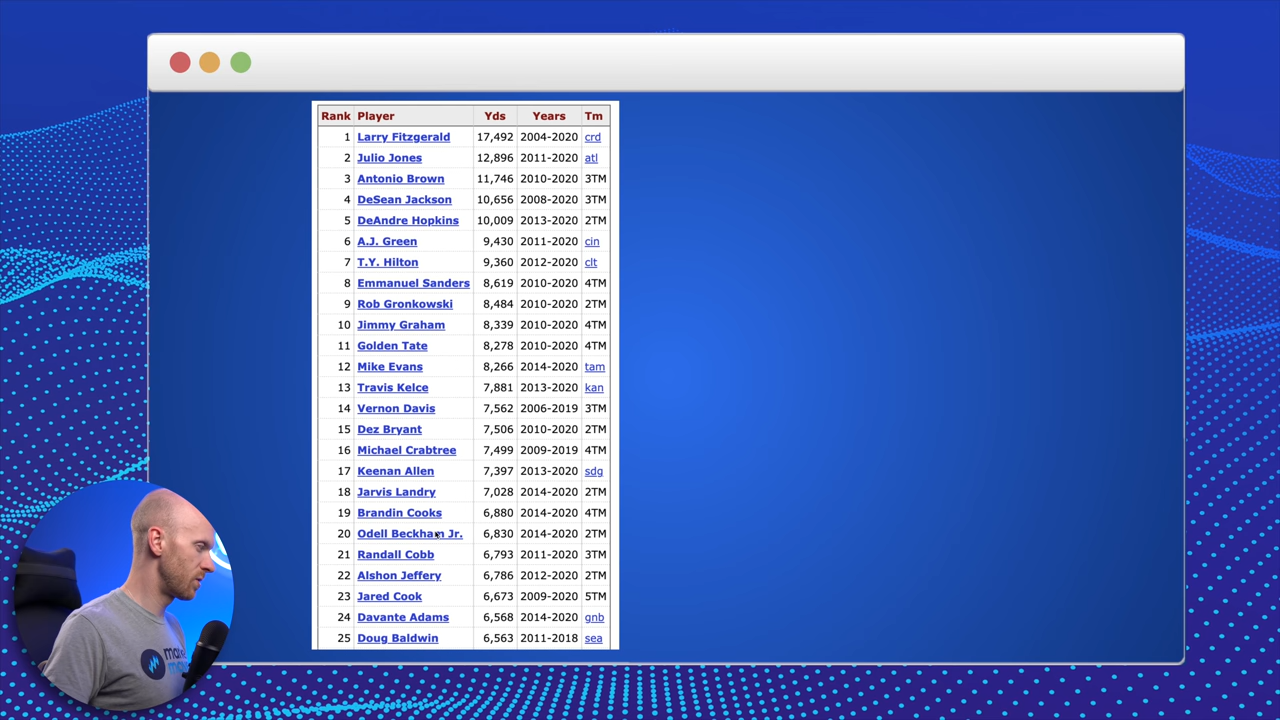 Rank Player Yds Years Tm
1 Larry Fitzgerald 17,492 2004-2020 crd
2 Julio Jones 12,896 2011-2020 atl
3 Antonio Brown 11,746 2010-2020 3TM
4 DeSean Jackson 10,656 2008-2020 3TM
5 DeAndre Hopkins 10,009 2013-2020 2TM
6 A.J. Green 9,430 2011-2020 cin
7 T.Y. Hilton 9,360 2012-2020 clt
8 Emmanuel Sanders 8,619 2010-2020 4TM
9 Rob Gronkowski 8,484 2010-2020 2TM
10 Jimmy Graham 8,339 2010-2020 4TM
11 Golden Tate 8,278 2010-2020 4TM
12 Mike Evans 8,266 2014-2020 tam
13 Travis Kelce 7,881 2013-2020 kan
14 Vernon Davis 7,562 2006-2019 3TM
15 Dez Bryant 7,506 2010-2020 2TM
16 Michael Crabtree 7,499 2009-2019 4TM
17 Keenan Allen 7,397 2013-2020 sdg
18 Jarvis Landry 7,028 2014-2020 2TM
19 Brandin Cooks 6,880 2014-2020 4TM
20 Odell Beckham Jr. 6,830 2014-2020 2TM
21 Randall Cobb 6,793 2011-2020 3TM
22 Alshon Jeffery 6,786 2012-2020 2TM
23 Jared Cook 6,673 2009-2020 5TM
24 Davante Adams 6,568 2014-2020 gnb
25 Doug Baldwin 6,563 2011-2018 sea